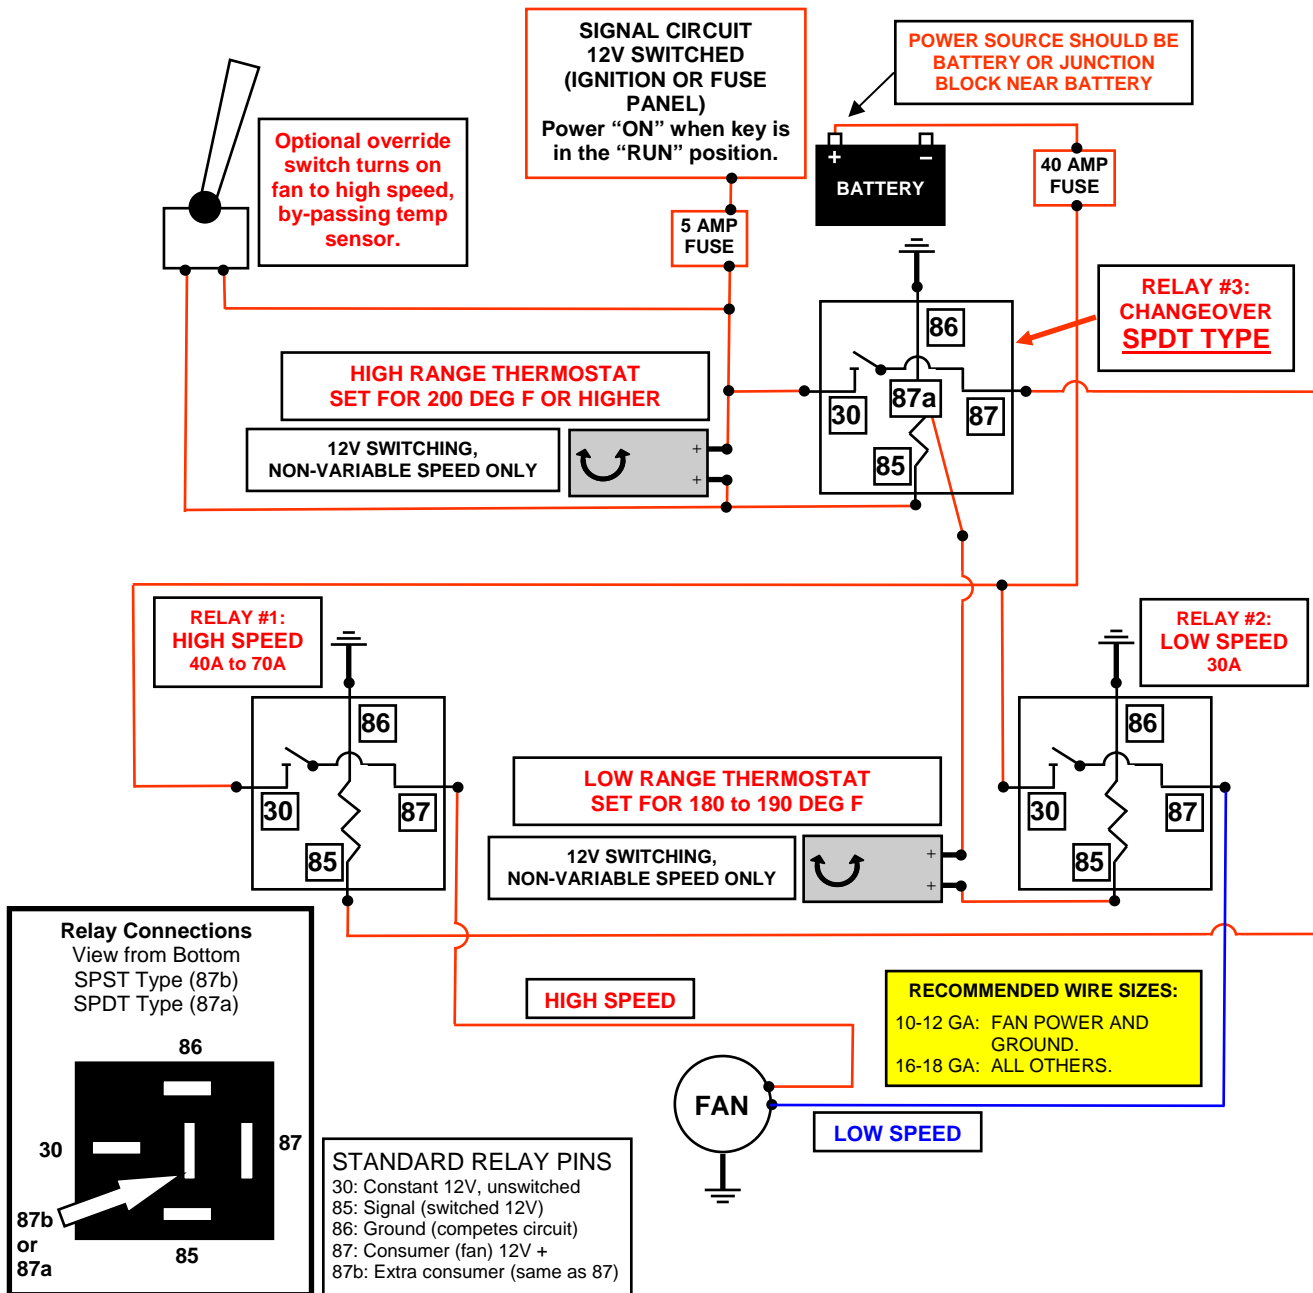 SIGNAL CIRCUIT
12V SWITCHED
(IGNITION OR FUSE
PANEL)
Power “ON” when key is
in the “RUN” position.
POWER SOURCE SHOULD BE
BATTERY OR JUNCTION
BLOCK NEAR BATTERY
Optional override
switch turns on
fan to high speed,
by-passing temp
sensor.
+ –
BATTERY
40 AMP
FUSE
5 AMP
FUSE
RELAY #3:
CHANGEOVER
SPDT TYPE
86
30
87a
87
85
HIGH RANGE THERMOSTAT
SET FOR 200 DEG F OR HIGHER
12V SWITCHING,
NON-VARIABLE SPEED ONLY
+
+
RELAY #1:
HIGH SPEED
40A to 70A
86
30
87
85
RELAY #2:
LOW SPEED
30A
86
30
87
85
LOW RANGE THERMOSTAT
SET FOR 180 to 190 DEG F
12V SWITCHING,
NON-VARIABLE SPEED ONLY
+
+
Relay Connections
View from Bottom
SPST Type (87b)
SPDT Type (87a)
86
30
87
87b
or
87a
85
HIGH SPEED
RECOMMENDED WIRE SIZES:
10-12 GA: FAN POWER AND
GROUND.
16-18 GA: ALL OTHERS.
FAN
LOW SPEED
STANDARD RELAY PINS
30: Constant 12V, unswitched
85: Signal (switched 12V)
86: Ground (competes circuit)
87: Consumer (fan) 12V +
87b: Extra consumer (same as 87)